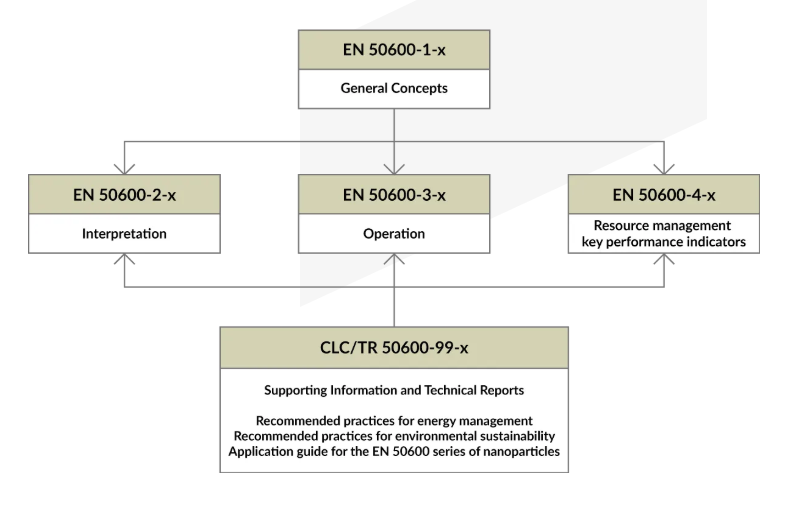 EN 50600-1-x
General Concepts
EN 50600-2-x
Interpretation
EN 50600-3-x
Operation
EN 50600-4-x
Resource management
key performance indicators
CLC/TR 50600-99-x
Supporting Information and Technical Reports
Recommended practices for energy management
Recommended practices for environmental sustainability
Application guide for the EN 50600 series of nanoparticles